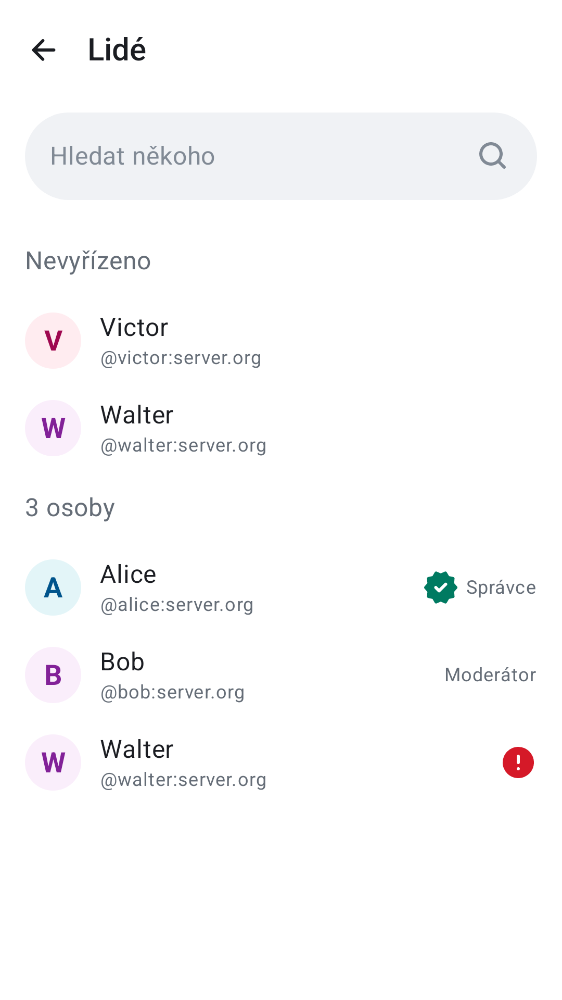 Lidé
Hledat někoho
Nevyřízeno
V
Victor
@victor:server.org
W
Walter
@walter:server.org
3 osoby
A
Alice
@alice:server.org
Správce
B
Bob
@bob:server.org
Moderátor
W
Walter
@walter:server.org